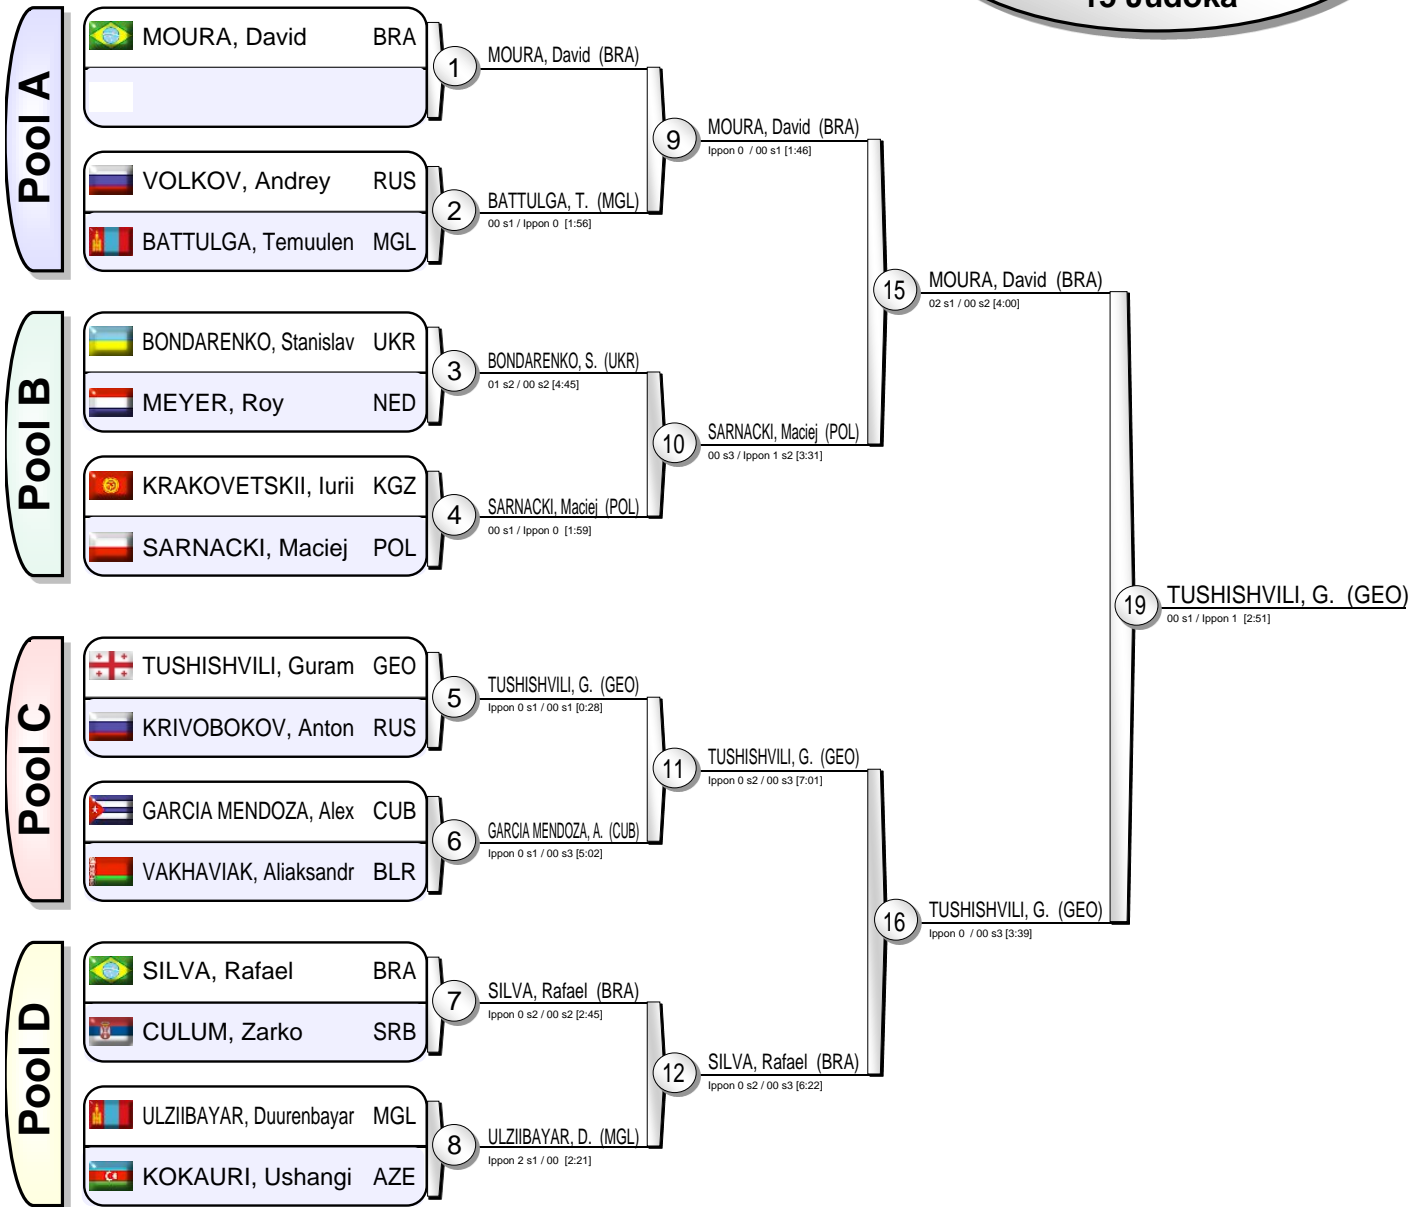 15 Judoka
Pool A
MOURA, David BRA
1
MOURA, David (BRA)
VOLKOV, Andrey RUS
BATTULGA, Temuulen MGL
2
BATTULGA, T. (MGL)
00 s1 / Ippon 0 [1:56]
9
MOURA, David (BRA)
Ippon 0 / 00 s1 [1:46]
Pool B
BONDARENKO, Stanislav UKR
MEYER, Roy NED
3
BONDARENKO, S. (UKR)
01 s2 / 00 s2 [4:45]
KRAKOVETSKII, Iurii KGZ
SARNACKI, Maciej POL
4
SARNACKI, Maciej (POL)
00 s1 / Ippon 0 [1:59]
10
SARNACKI, Maciej (POL)
00 s3 / Ippon 1 s2 [3:31]
15
MOURA, David (BRA)
02 s1 / 00 s2 [4:00]
Pool C
TUSHISHVILI, Guram GEO
KRIVOBOKOV, Anton RUS
5
TUSHISHVILI, G. (GEO)
Ippon 0 s1 / 00 s1 [0:28]
GARCIA MENDOZA, Alex CUB
VAKHAVIAK, Aliaksandr BLR
6
GARCIA MENDOZA, A. (CUB)
Ippon 0 s1 / 00 s3 [5:02]
11
TUSHISHVILI, G. (GEO)
Ippon 0 s2 / 00 s3 [7:01]
Pool D
SILVA, Rafael BRA
CULUM, Zarko SRB
7
SILVA, Rafael (BRA)
Ippon 0 s2 / 00 s2 [2:45]
ULZIIBAYAR, Duurenbayar MGL
KOKAURI, Ushangi AZE
8
ULZIIBAYAR, D. (MGL)
Ippon 2 s1 / 00 [2:21]
12
SILVA, Rafael (BRA)
Ippon 0 s2 / 00 s3 [6:22]
16
TUSHISHVILI, G. (GEO)
Ippon 0 / 00 s3 [3:39]
19
TUSHISHVILI, G. (GEO)
00 s1 / Ippon 1 [2:51]